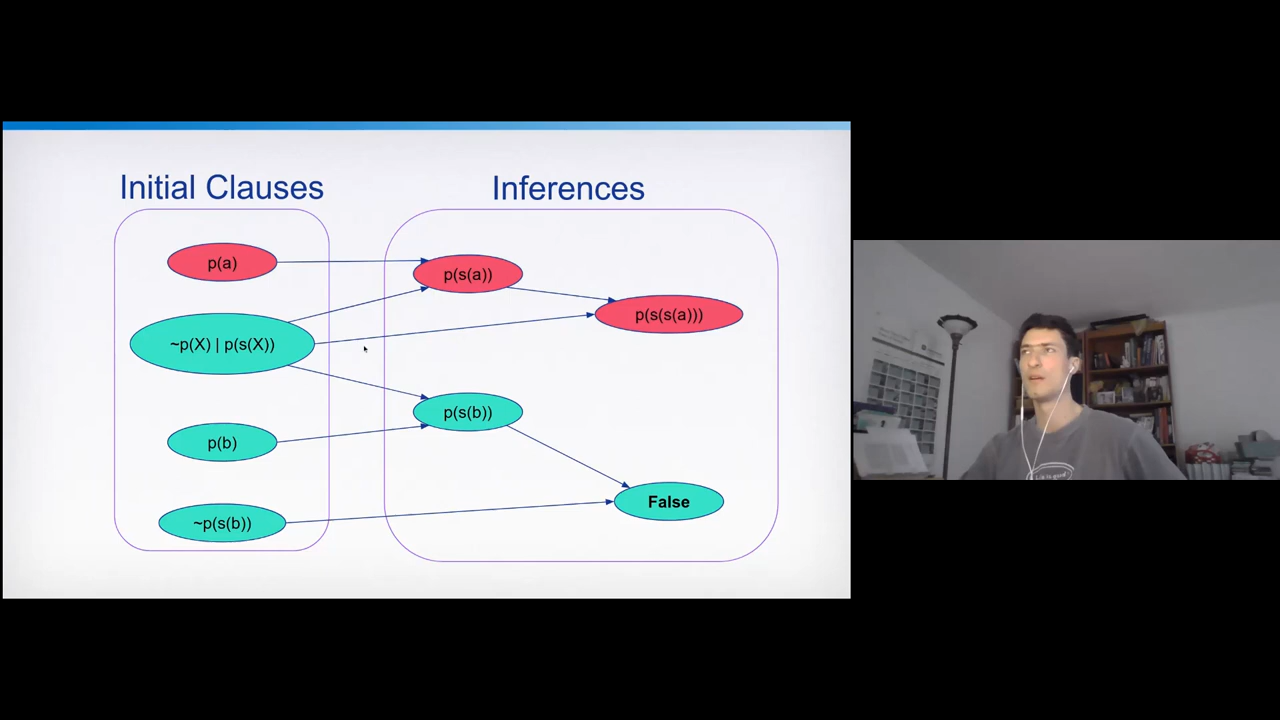 Initial Clauses
Inferences
p(a)
p(s(a))
p(s(s(a)))
~p(X) | p(s(X))
p(s(b))
p(b)
~p(s(b))
False